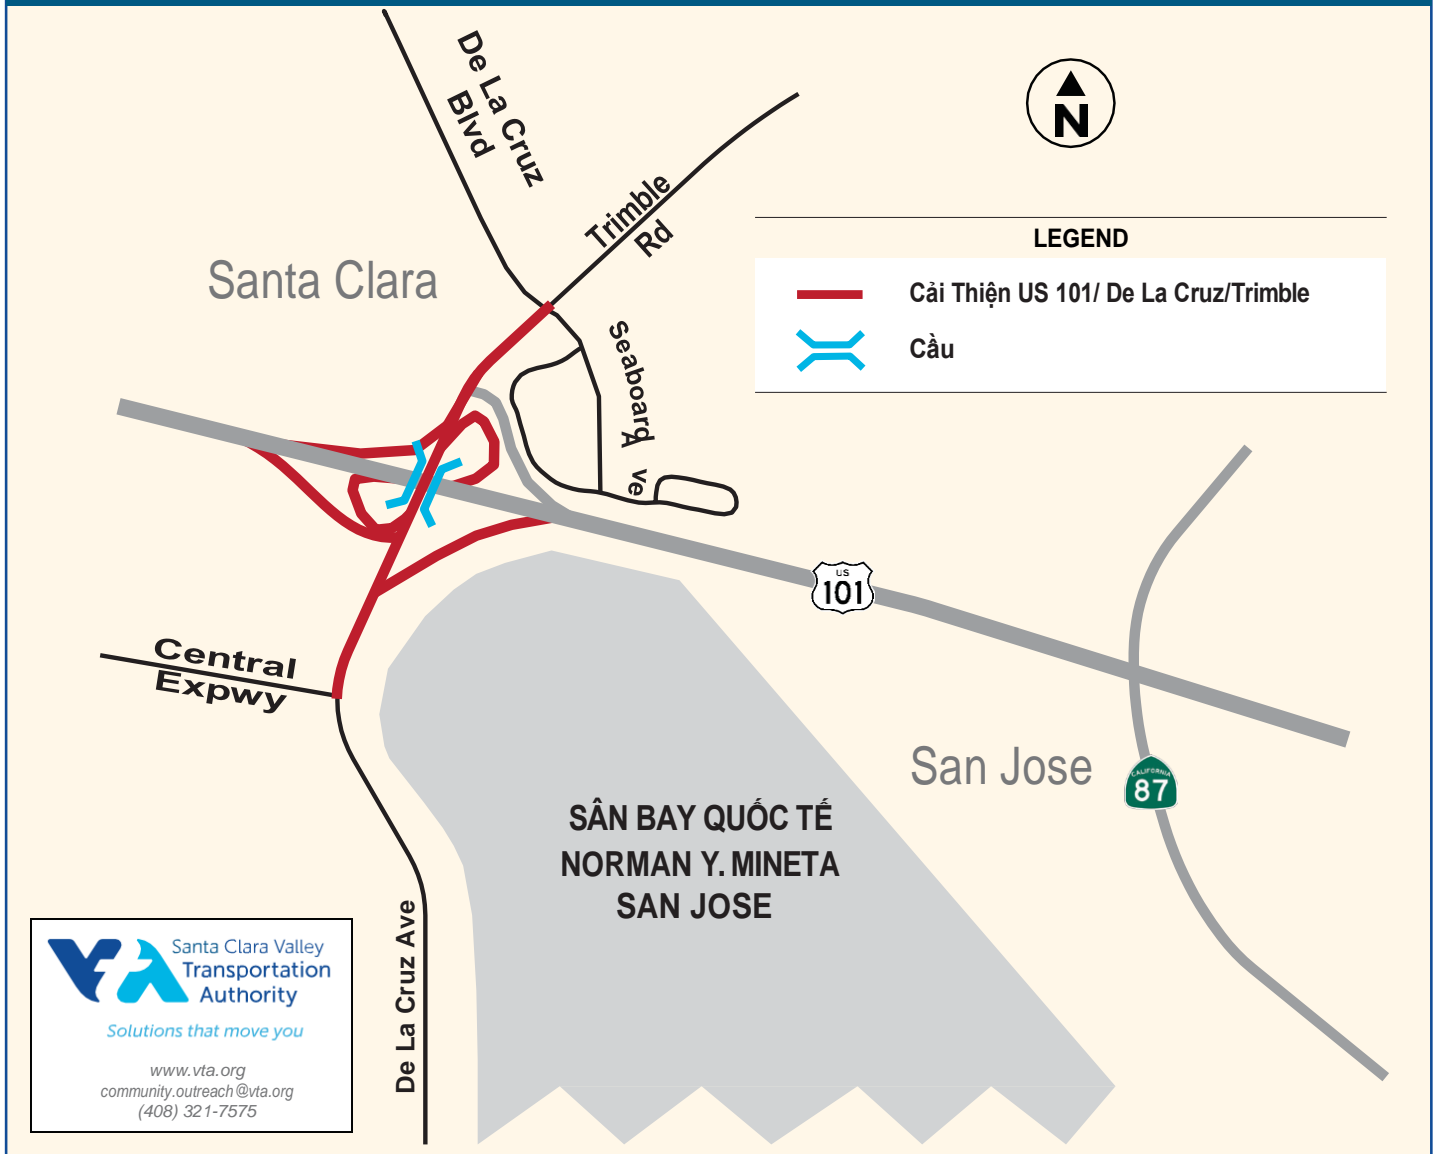 De La Cruz
Blvd
Trimble
Rd
N
LEGEND
Cải Thiện US 101/ De La Cruz/Trimble
Cầu
Santa Clara
Seaboard
A ve
US
101
Central
Expwy
San Jose
CALIFORNIA
87
SÂN BAY QUỐC TẾ
NORMAN Y. MINETA
SAN JOSE
De La Cruz Ave
VTA
Santa Clara Valley
Transportation
Authority
Solutions that move you
www.vta.org
community.outreach@vta.org
(408) 321-7575